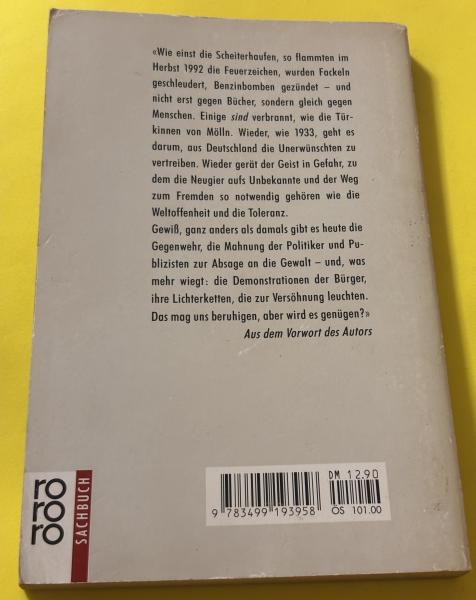 «Wie einst die Scheiterhaufen, so flammten im
Herbst 1992 die Feuerzeichen, wurden Fackeln
geschleudert, Benzinbomben gezündet – und
nicht erst gegen Bücher, sondern gleich gegen
Menschen. Einige sind verbrannt, wie die Tür-
kinnen von Mölln. Wieder, wie 1933, geht es
darum, aus Deutschland die Unerwünschten zu
vertreiben. Wieder gerät der Geist in Gefahr, zu
dem die Neugier aufs Unbekannte und der Weg
zum Fremden so notwendig gehören wie die
Weltoffenheit und die Toleranz.
Gewiß, ganz anders als damals gibt es heute die
Gegenwehr, die Mahnung der Politiker und Pu-
blizisten zur Absage an die Gewalt – und, was
mehr wiegt: die Demonstrationen der Bürger,
ihre Lichterketten, die zur Versöhnung leuchten.
Das mag uns beruhigen, aber wird es genügen?»
Aus dem Vorwort des Autors
ro
ro
ro
SACHBUCH
9 783499 193958
DM 12.90
ÖS 101.00